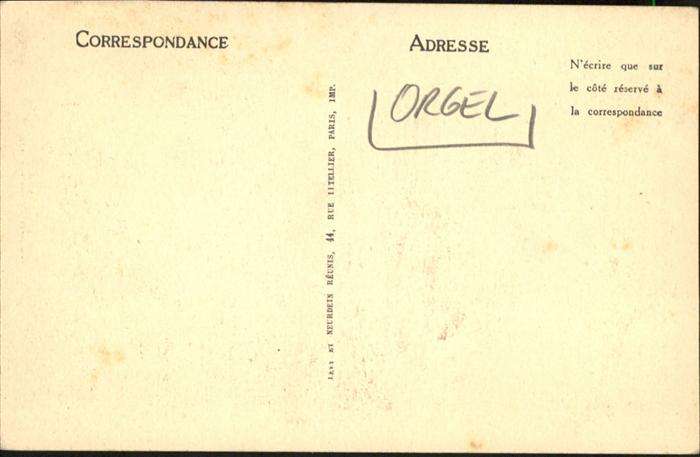 CORRESPONDANCE
ADRESSE
N'écrire que sur
le côté réservé à
la correspondance
ORGEL
LEVY ET NEURDEIN RÉUNIS, 44, RUE LETELLIER, PARIS, IMP.